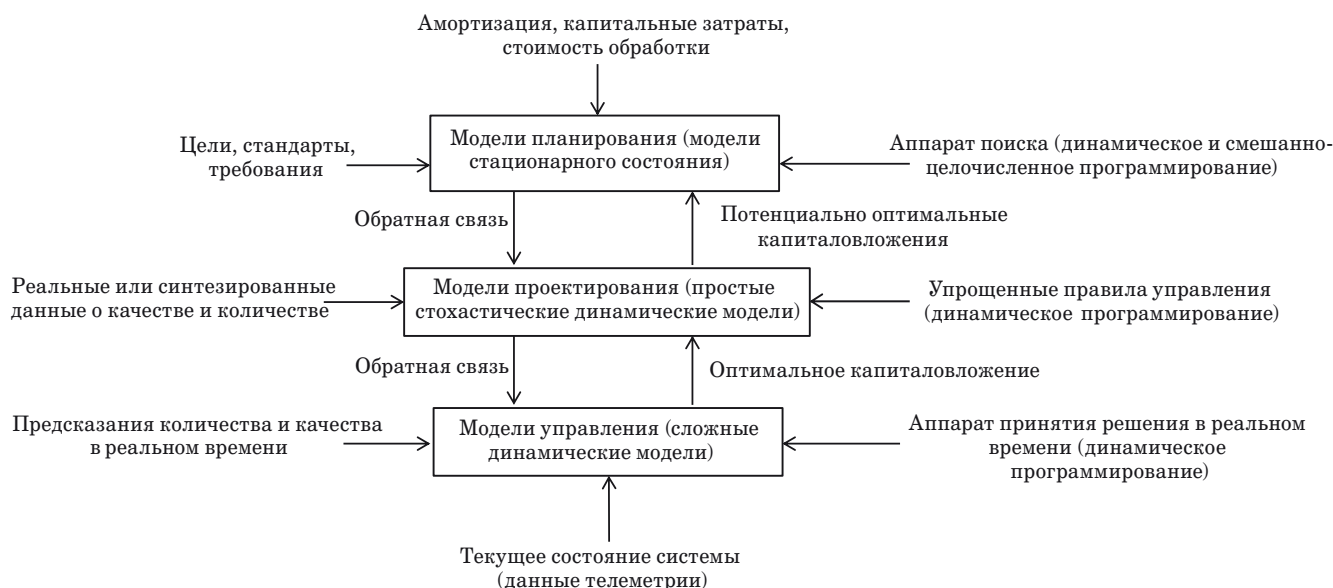 Амортизация, капитальные затраты,
стоимость обработки
Цели, стандарты,
требования
Модели планирования (модели
стационарного состояния)
Аппарат поиска (динамическое и смешанно-
целочисленное программирование)
Обратная связь
Потенциально оптимальные
капиталовложения
Реальные или синтезированные
данные о качестве и количестве
Модели проектирования (простые
стохастические динамические модели)
Упрощенные правила управления
(динамическое программирование)
Обратная связь
Оптимальное капиталовложение
Предсказания количества и качества
в реальном времени
Модели управления (сложные
динамические модели)
Аппарат принятия решения в реальном
времени (динамическое
программирование)
Текущее состояние системы
(данные телеметрии)